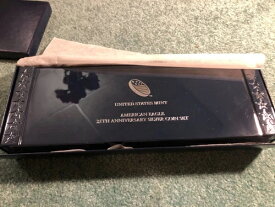 UNITED STATES MINT
AMERICAN EAGLE
25TH ANNIVERSARY SILVER COIN SET